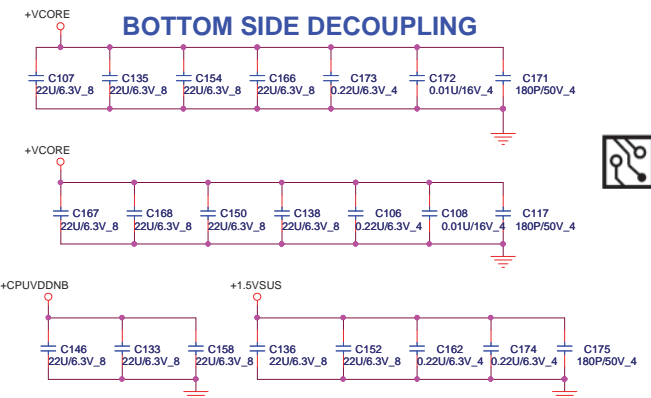 +VCORE
BOTTOM SIDE DECOUPLING
C107 C135 C154 C166 C173 C172 C171
22U/6.3V_8 22U/6.3V_8 22U/6.3V_8 22U/6.3V_8 0.22U/6.3V_4 0.01U/16V_4 180P/50V_4
+VCORE
C167 C168 C150 C138 C106 C108 C117
22U/6.3V_8 22U/6.3V_8 22U/6.3V_8 22U/6.3V_8 0.22U/6.3V_4 0.01U/16V_4 180P/50V_4
+CPUVDDNB +1.5VSUS
C146 C133 C158 C136 C152 C162 C174 C175
22U/6.3V_8 22U/6.3V_8 22U/6.3V_8 22U/6.3V_8 22U/6.3V_8 0.22U/6.3V_4 0.22U/6.3V_4 180P/50V_4